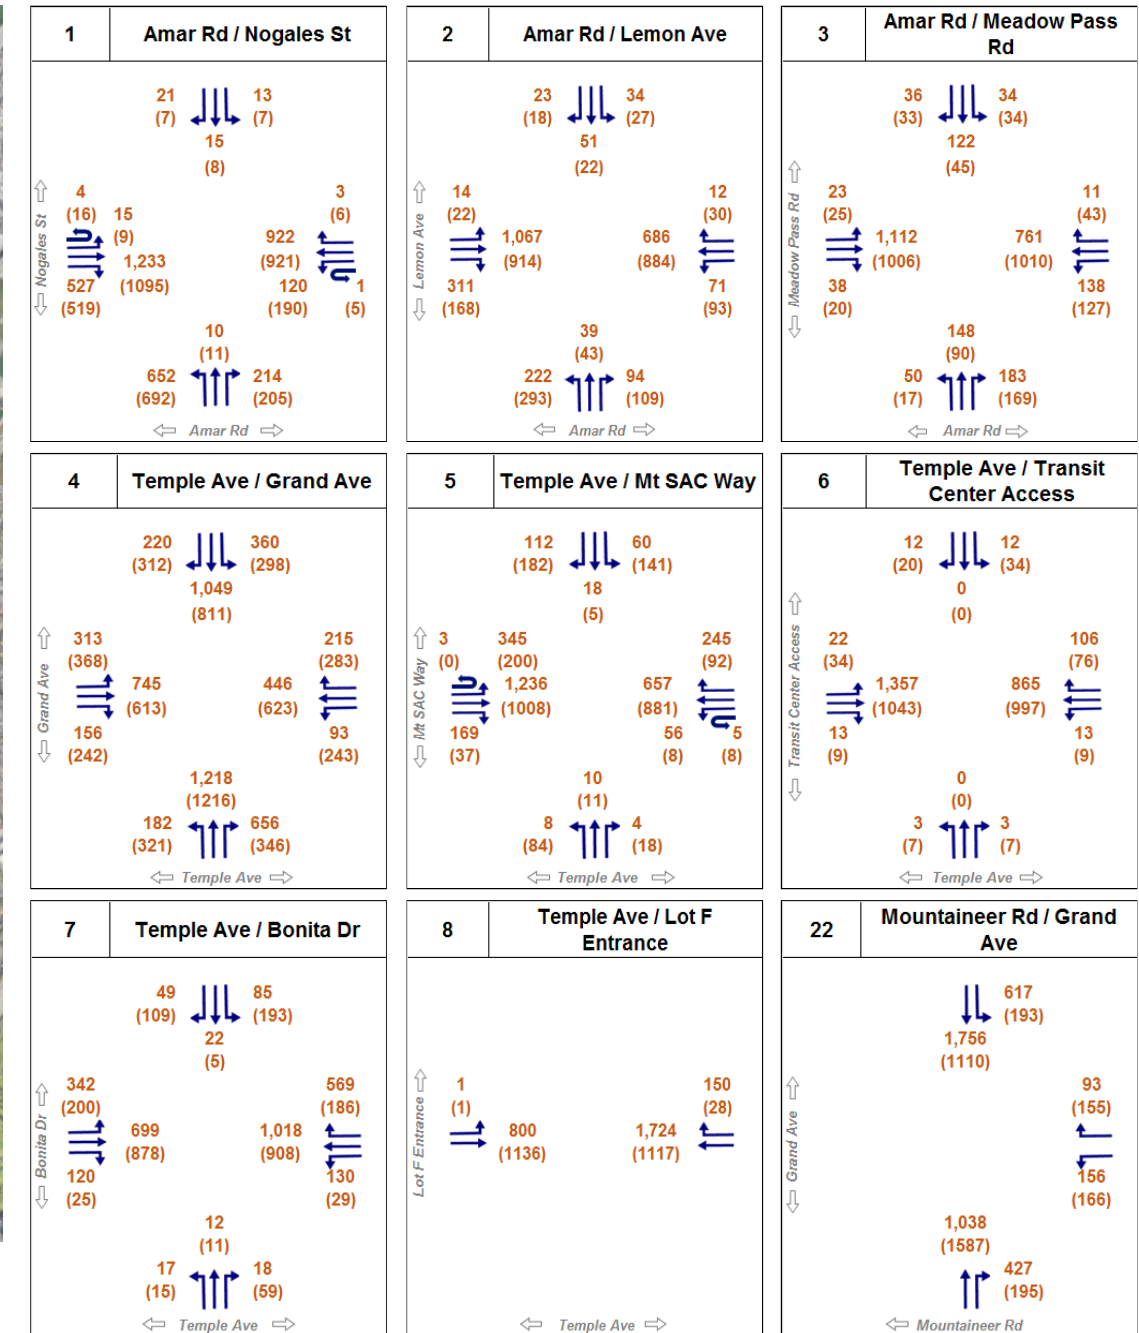 1 Amar Rd / Nogales St
21 13
(7) (7)
15
(8)
4 3
(16) 15 (6)
(9) 922
1,233 (921)
527 (1095) 120 1
(519) (190) (5)
10
(11)
652 214
(692) (205)
Nogales St
Amar Rd
2 Amar Rd / Lemon Ave
23 34
(18) (27)
51
(22)
14 12
(22) (30)
1,067 686
(914) (884)
311 71
(168) (93)
39
(43)
222 94
(293) (109)
Lemon Ave
Amar Rd
3 Amar Rd / Meadow Pass
Rd
36 34
(33) (34)
122
(45)
23 11
(25) (43)
1,112 761
(1006) (1010)
38 138
(20) (127)
148
(90)
50 183
(17) (169)
Meadow Pass Rd
Amar Rd
4 Temple Ave / Grand Ave
220 360
(312) (298)
1,049
(811)
313 215
(368) (283)
745 446
(613) (623)
156 93
(242) (243)
1,218
(1216)
182 656
(321) (346)
Grand Ave
Temple Ave
5 Temple Ave / Mt SAC Way
112 60
(182) (141)
18
(5)
3 345 245
(0) (200) (92)
1,236 657
(1008) (881)
169 56 5
(37) (8) (8)
10
(11)
8 4
(84) (18)
Mt SAC Way
Temple Ave
6 Temple Ave / Transit
Center Access
12 12
(20) (34)
0
(0)
22 106
(34) (76)
1,357 865
(1043) (997)
13 13
(9) (9)
0
(0)
3 3
(7) (7)
Transit Center Access
Temple Ave
7 Temple Ave / Bonita Dr
49 85
(109) (193)
22
(5)
342 569
(200) (186)
699 1,018
(878) (908)
120 130
(25) (29)
12
(11)
17 18
(15) (59)
Bonita Dr
Temple Ave
8 Temple Ave / Lot F
Entrance
1 150
(1) (28)
800 1,724
(1136) (1117)
Lot F Entrance
Temple Ave
22 Mountaineer Rd / Grand
Ave
617
(193)
1,756
(1110)
93
(155)
156
(166)
1,038
(1587)
427
(195)
Grand Ave
Mountaineer Rd